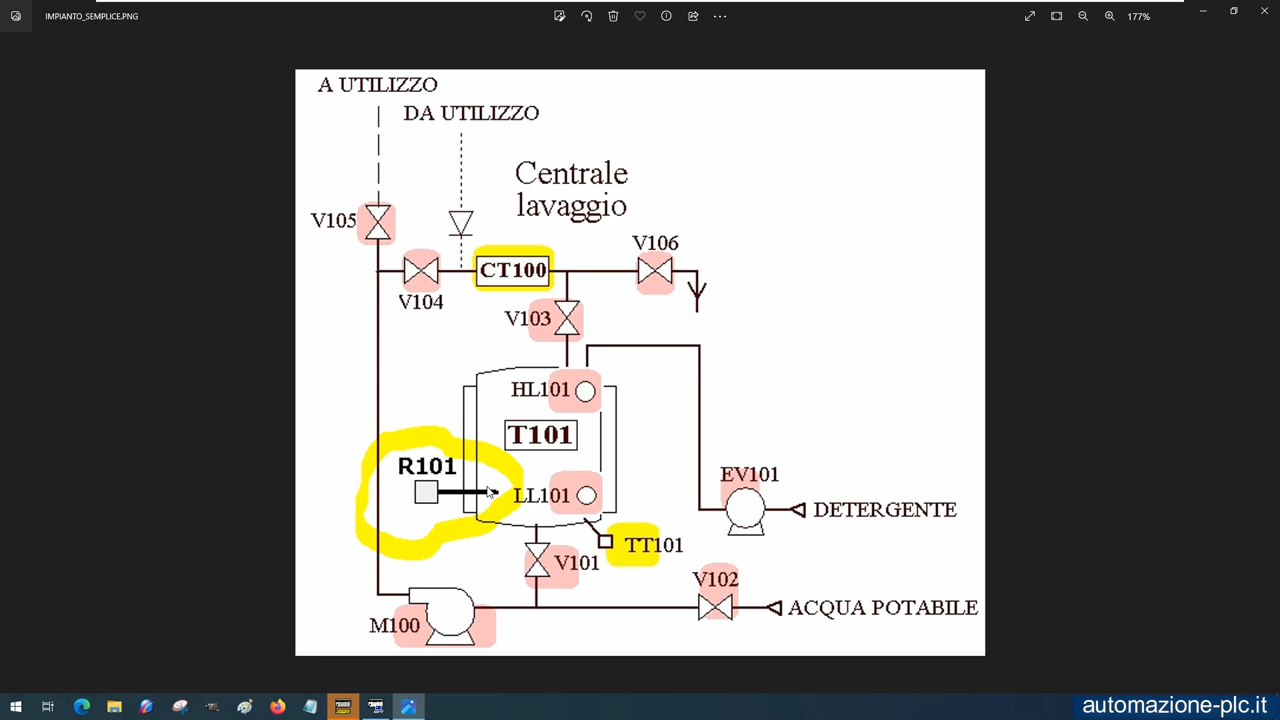 IMPIANTO_SEMPLICE.PNG
177%
A UTILIZZO
DA UTILIZZO
Centrale
lavaggio
V105
V106
CT100
V104
V103
HL101
T101
R101
LL101
EV101
DETERGENTE
TT101
V101
V102
ACQUA POTABILE
M100
automazione-plc.it